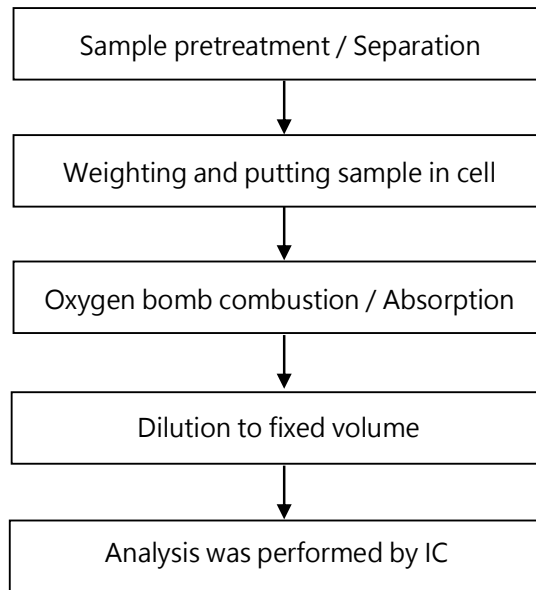 Sample pretreatment / Separation
Weighting and putting sample in cell
Oxygen bomb combustion / Absorption
Dilution to fixed volume
Analysis was performed by IC